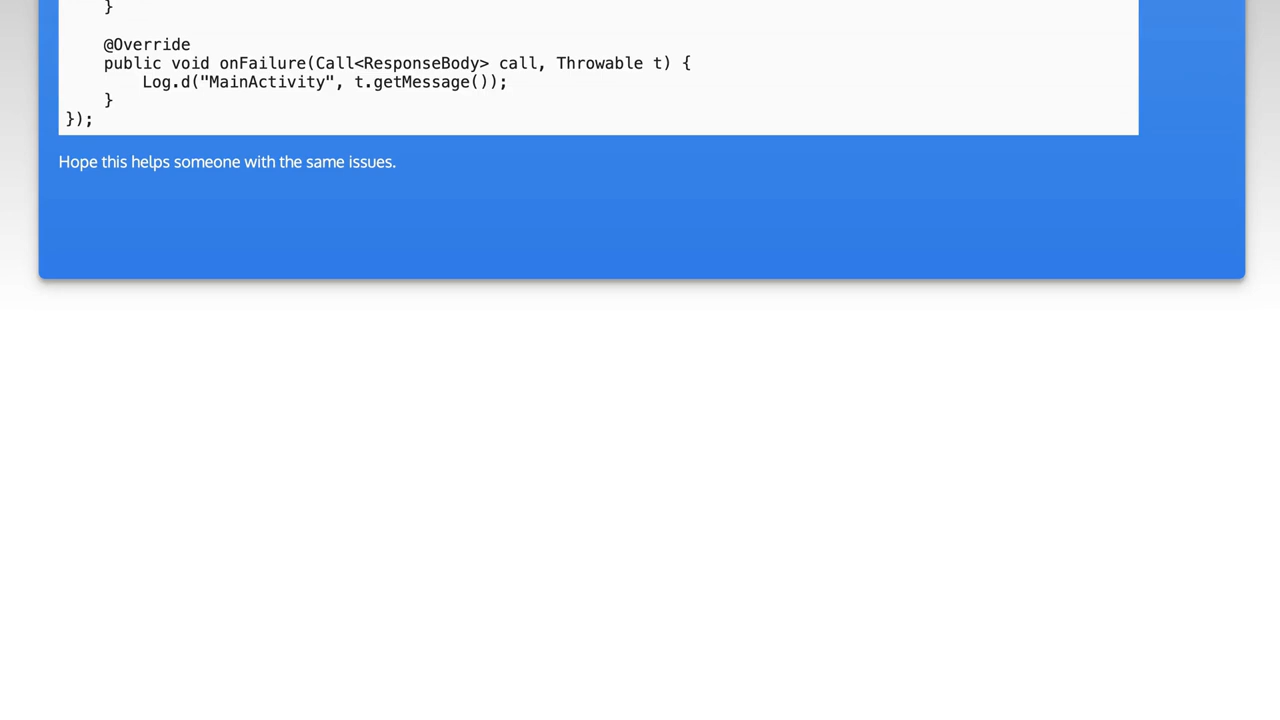 }
@Override
public void onFailure(Call<ResponseBody> call, Throwable t) {
Log.d("MainActivity", t.getMessage());
}
});
Hope this helps someone with the same issues.